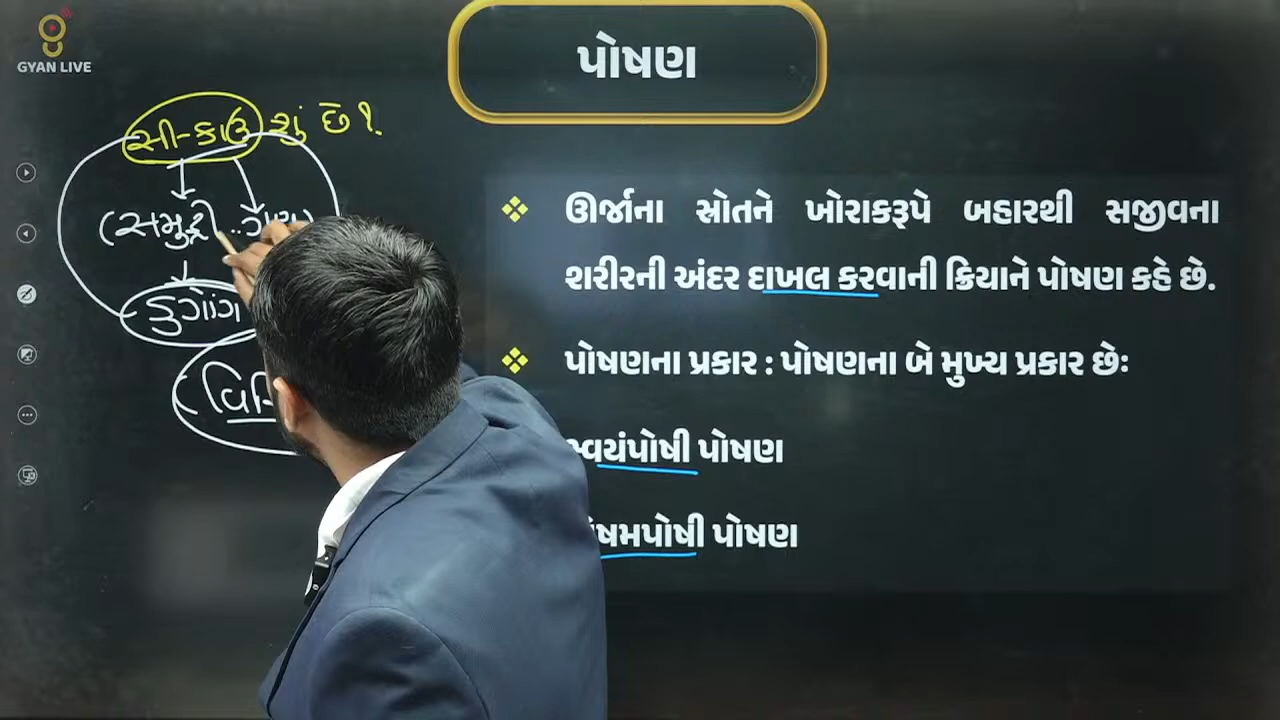 GYAN LIVE
પોષણ
સી-કાઉ શું છે?
(સમુદ્રી ગાય)
ડુગોંગ
ઊર્જાના સ્રોતને ખોરાકરૂપે બહારથી સજીવના
શરીરની અંદર દાખલ કરવાની ક્રિયાને પોષણ કહે છે.
પોષણના પ્રકાર : પોષણના બે મુખ્ય પ્રકાર છેઃ
સ્વયંપોષી પોષણ
પોષણ